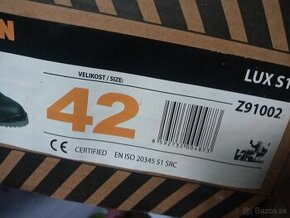 N
LUX S1
VELIKOST / SIZE:
42
Z91002
CE CERTIFIED EN ISO 20345 S1 SRC
Bazos.sk